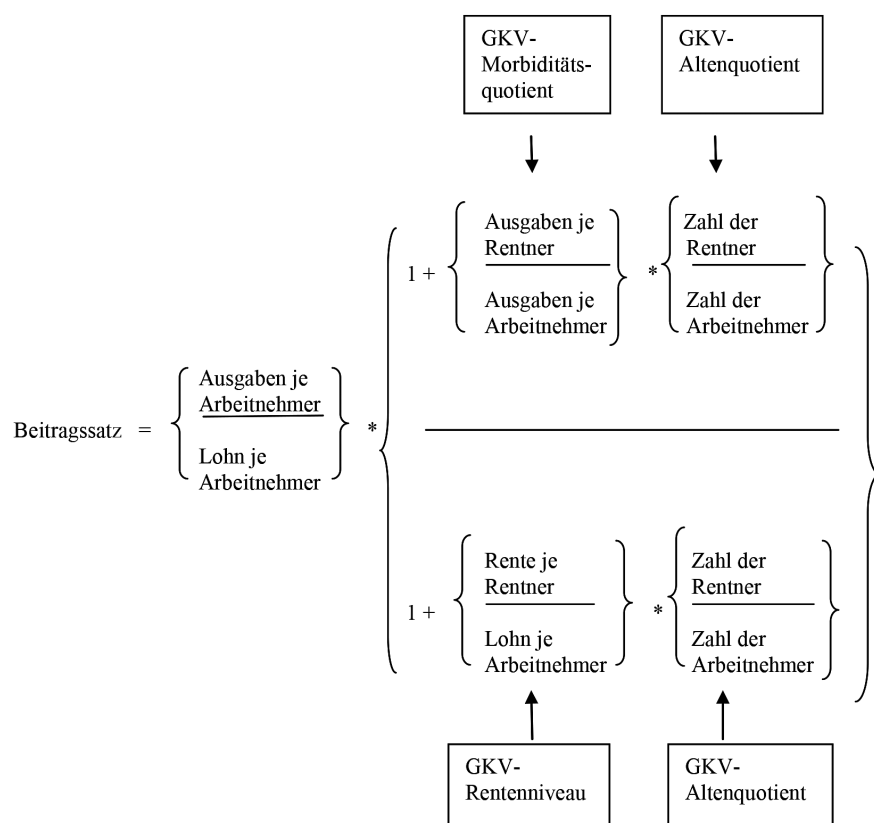 GKV-
Morbiditäts-
quotient
GKV-
Altenquotient
Ausgaben je
Rentner
Zahl der
Rentner
1 +
*
Ausgaben je
Arbeitnehmer
Zahl der
Arbeitnehmer
Beitragssatz =
Ausgaben je
Arbeitnehmer
*
Lohn je
Arbeitnehmer
Rente je
Rentner
Zahl der
Rentner
1 +
*
Lohn je
Arbeitnehmer
Zahl der
Arbeitnehmer
GKV-
Rentenniveau
GKV-
Altenquotient